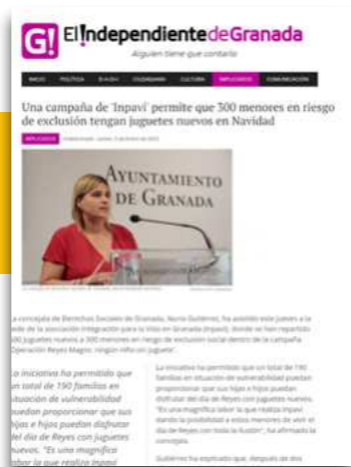 G! El!ndependientedeGranada
Alguien tiene que contarlo
INICIO POLÍTICA CIUDADANÍA CULTURA IMPLICADOS COMUNICACIÓN
Una campaña de 'Inpavi' permite que 300 menores en riesgo
de exclusión tengan juguetes nuevos en Navidad
IMPLICADOS
AYUNTAMIENTO
DE GRANADA
a concejala de Derechos Sociales de Granada, Nuria Gutiérrez, ha asistido este jueves a la
sede de la asociación Integración para la Vida en Granada (Inpavi), donde se han repartido
juguetes nuevos a 300 menores en riesgo de exclusión social dentro de la campaña
Operación Reyes Magos: ningún niño sin juguete'.
a iniciativa ha permitido que
un total de 190 familias en
situación de vulnerabilidad
puedan proporcionar que sus
hijas e hijos puedan disfrutar
del día de Reyes con juguetes
nuevos. "Es una magnífica
labor la que realiza Inpavi
La iniciativa ha permitido que un total de 190
familias en situación de vulnerabilidad puedan
proporcionar que sus hijas e hijos puedan
disfrutar del día de Reyes con juguetes nuevos.
"Es una magnífica labor la que realiza Inpavi
dando la posibilidad a estos menores de vivir el
día de Reyes con toda la ilusión", ha afirmado la
concejala.
Gutiérrez ha explicado que, después de dos